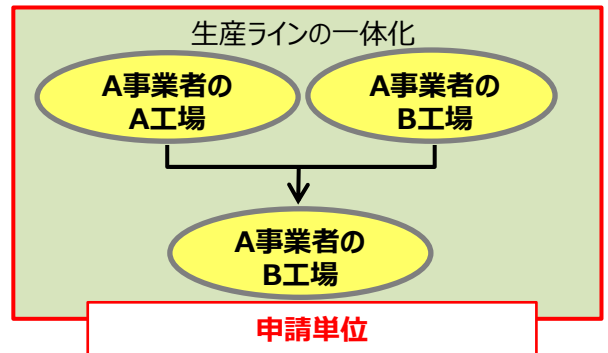 生産ラインの一体化
A事業者の
A工場
A事業者の
B工場
A事業者の
B工場
申請単位